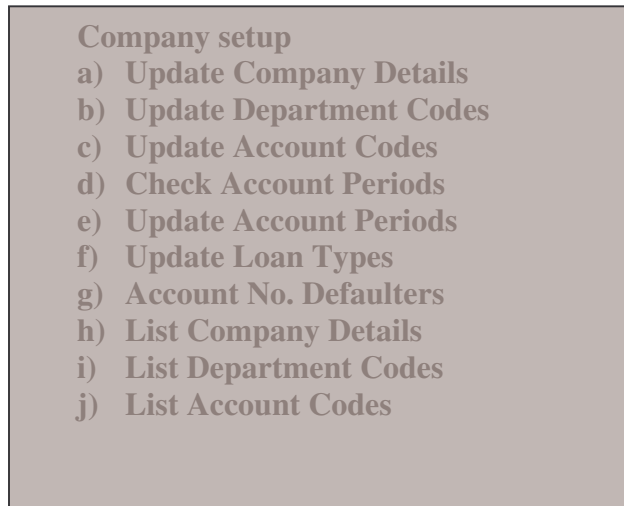 Company setup
a) Update Company Details
b) Update Department Codes
c) Update Account Codes
d) Check Account Periods
e) Update Account Periods
f) Update Loan Types
g) Account No. Defaulters
h) List Company Details
i) List Department Codes
j) List Account Codes